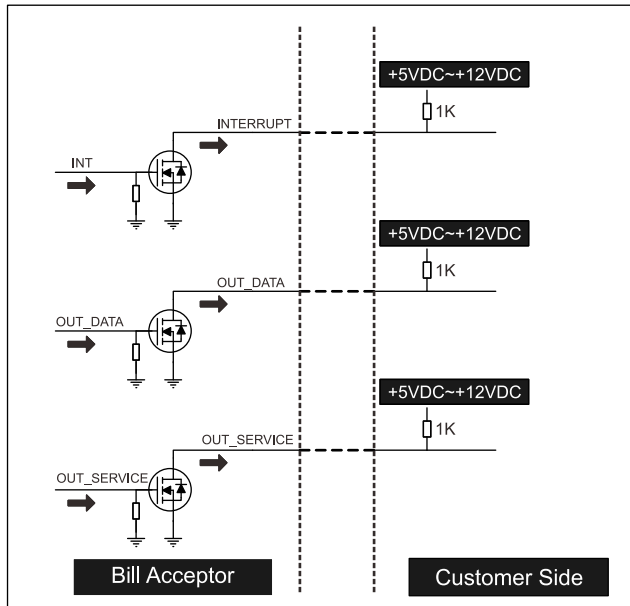 +5VDC~+12VDC
1K
INTERRUPT
INT
+5VDC~+12VDC
1K
OUT_DATA
OUT_DATA
+5VDC~+12VDC
1K
OUT_SERVICE
OUT_SERVICE
Bill Acceptor
Customer Side